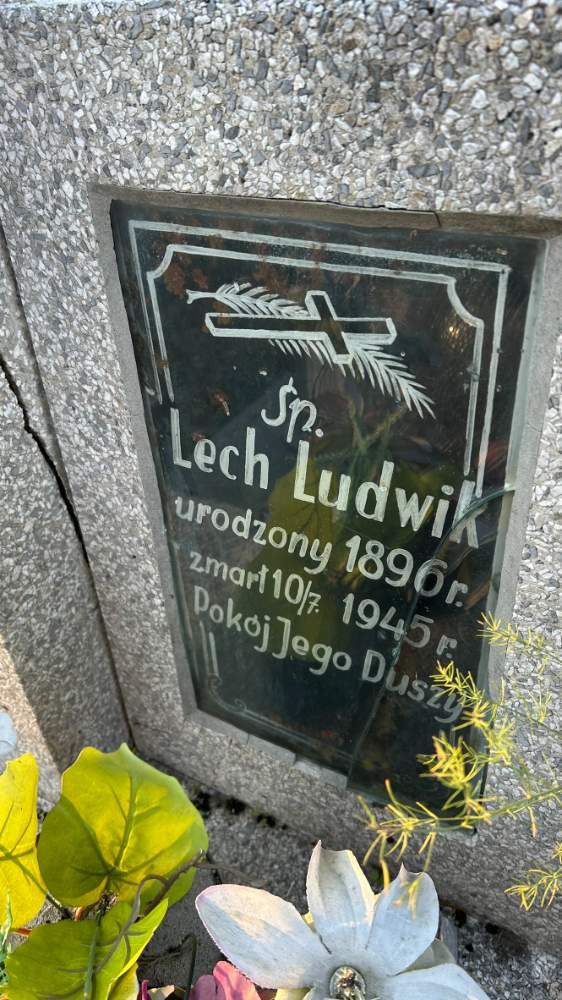 śp.
Lech Ludwik
urodzony 1896 r.
zmarł 10/7. 1945 r.
Pokój Jego Duszy